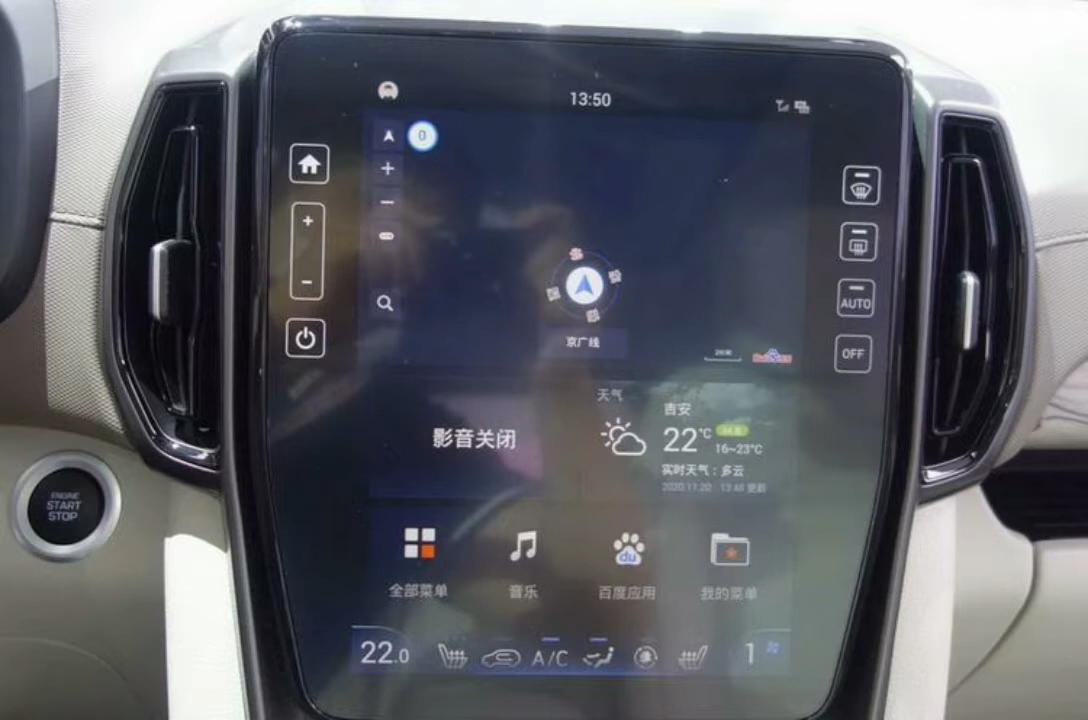 13:50
0
AUTO
OFF
京广线
天气
吉安
22℃
16~23℃
实时天气：多云
2020.11.20 13:48 更新
影音关闭
ENGINE
START
STOP
du
全部菜单
音乐
百度应用
我的菜单
22.0
A/C
1